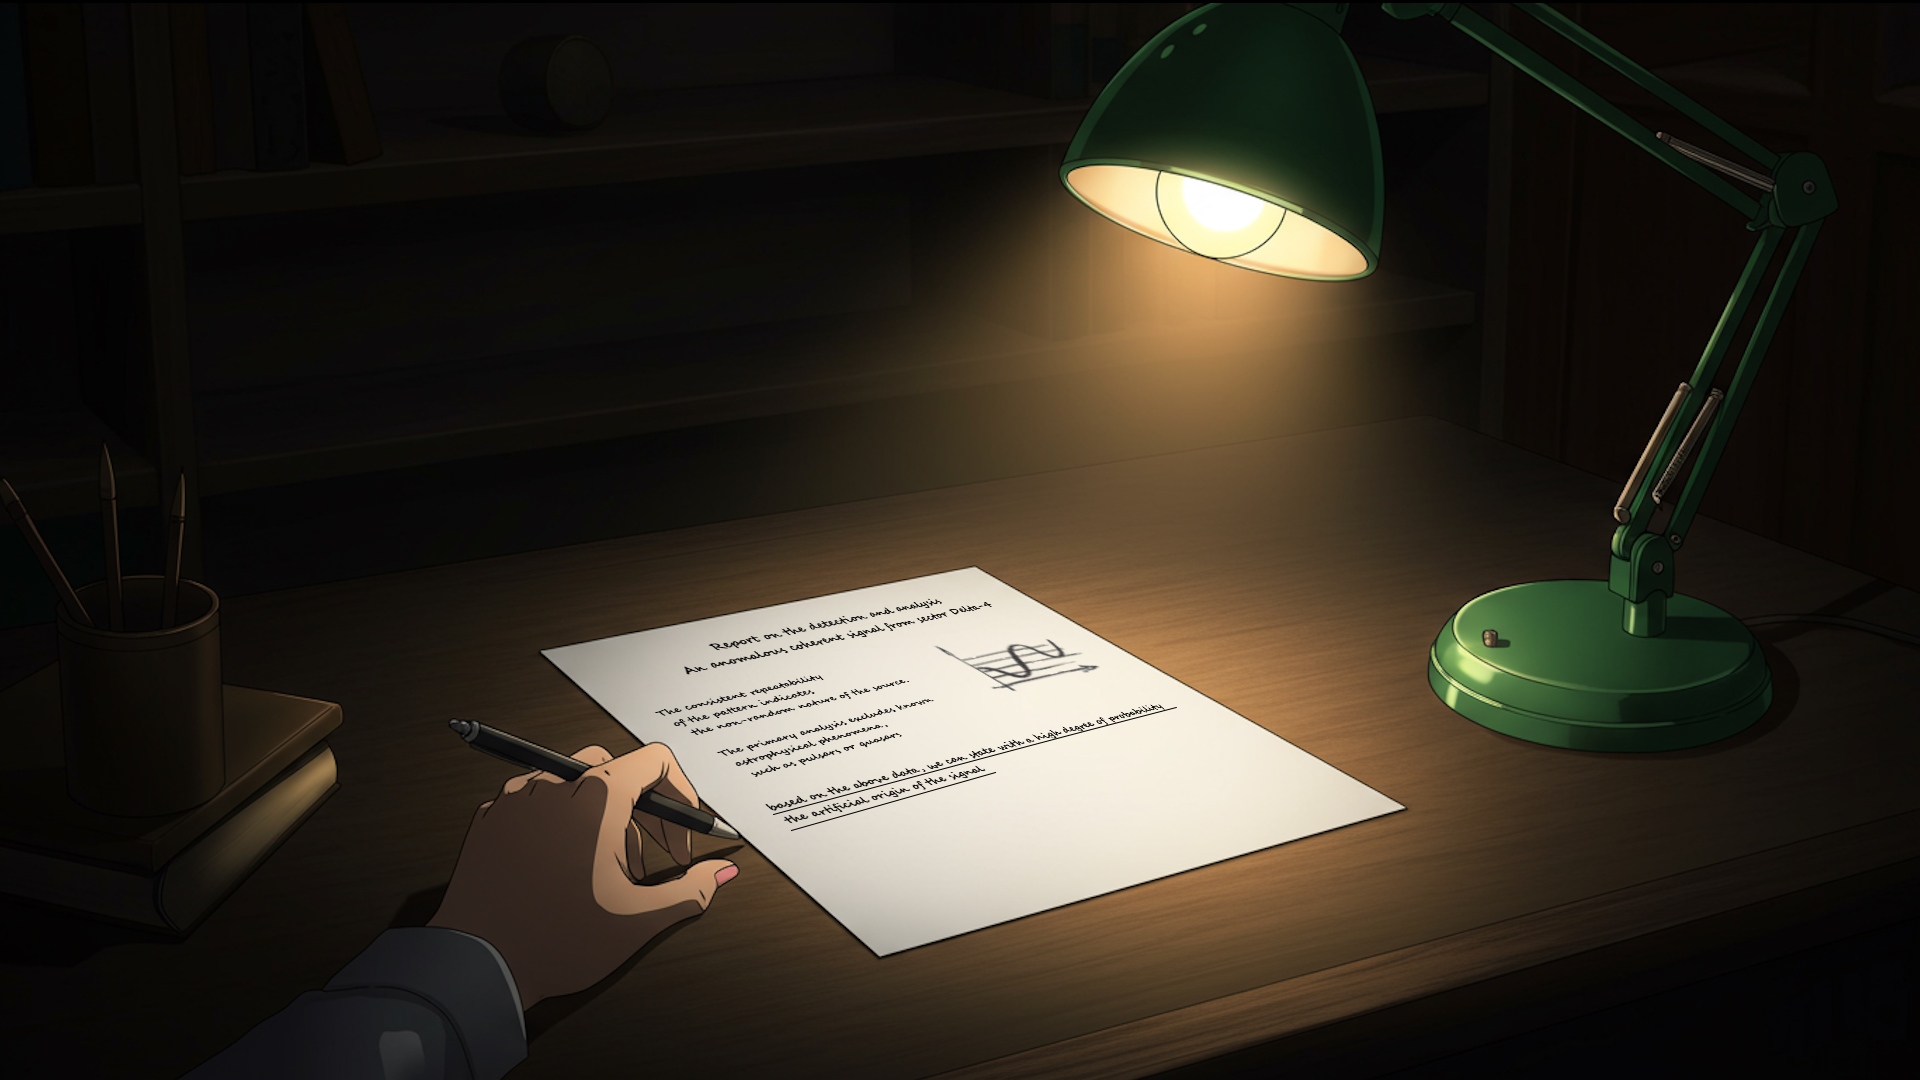 Report on the detection and analysis
An anomalous coherent signal from sector Delta-4
The consistent repeatability
of the pattern indicates
the non-random nature of the source.
The primary analysis excludes known
astrophysical phenomena,
such as pulsars or quasars
based on the above data, we can state with a high degree of probability
the artificial origin of the signal